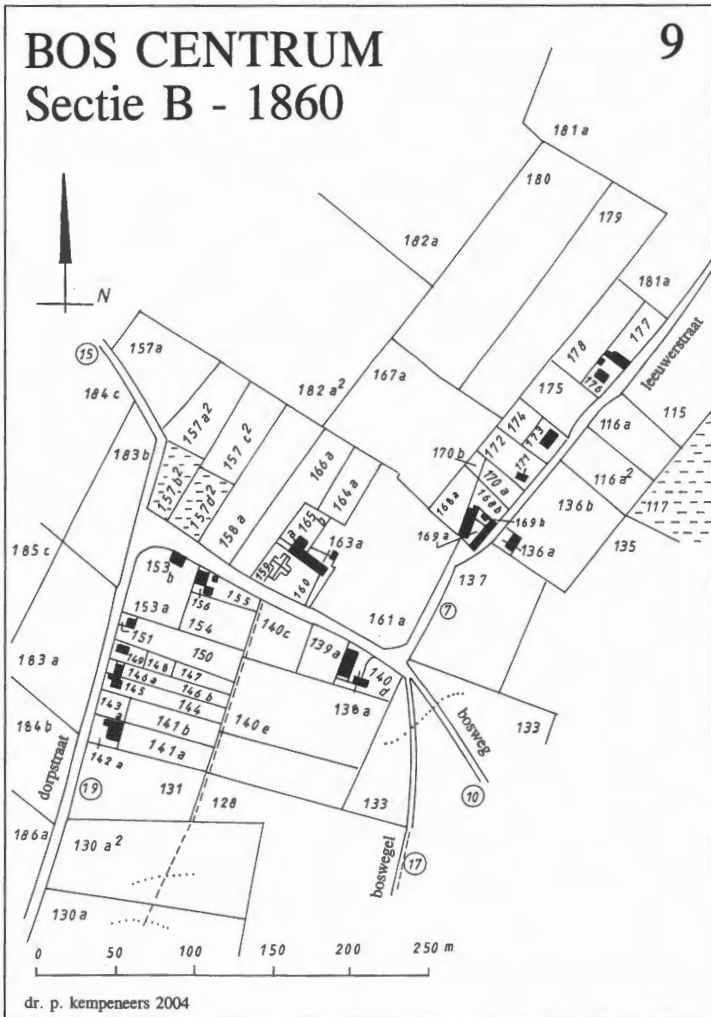 BOS CENTRUM 9
Sectie B - 1860
181a
180
179
182a
181a
N
177
178
leeuwerstraat
15
157a
176
182a²
167a
175
184c
115
116a
157a²
157c²
174
173
166a
172
170b
183b
171
116a²
157b²
164a
170a
157d²
168a
168b
136b
117
158a
165
a
b
169a
169b
135
163a
136a
185c
159
153
b
160
137
156
155
161a
7
153a
154
140c
139a
151
150
140
d
183a
149
148
147
146a
146b
138a
145
144
bosweg
133
143
a
140e
184b
141b
dorpstraat
141a
142a
19
131
10
128
133
186a
130a²
boswegel
17
130a
0 50 100 150 200 250 m
dr. p. kempeneers 2004